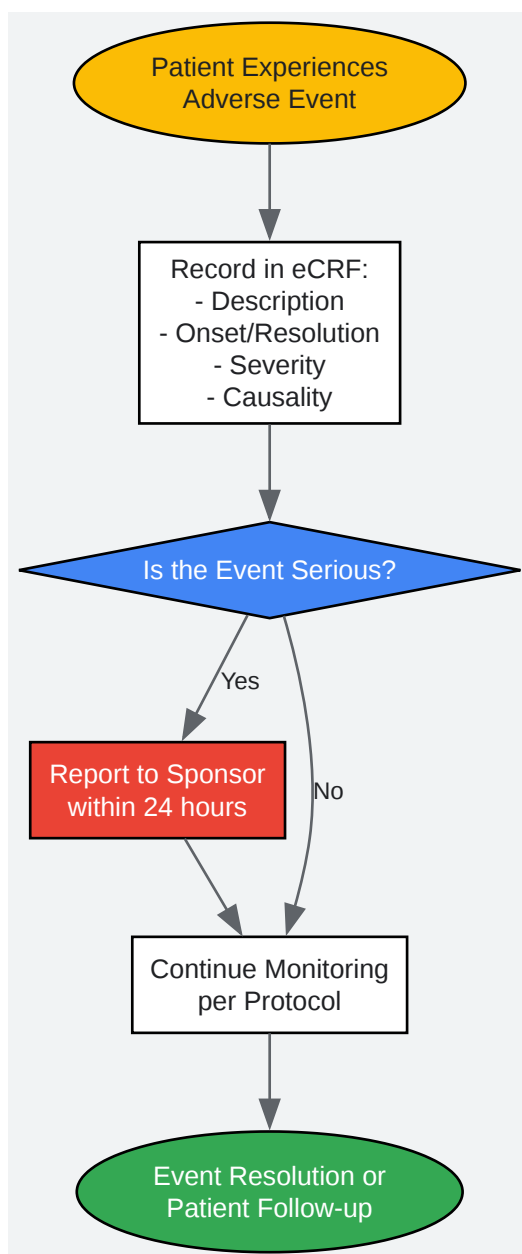 Patient Experiences
Adverse Event
Record in eCRF:
- Description
- Onset/Resolution
- Severity
- Causality
Is the Event Serious?
Yes
Report to Sponsor
within 24 hours
No
Continue Monitoring
per Protocol
Event Resolution or
Patient Follow-up